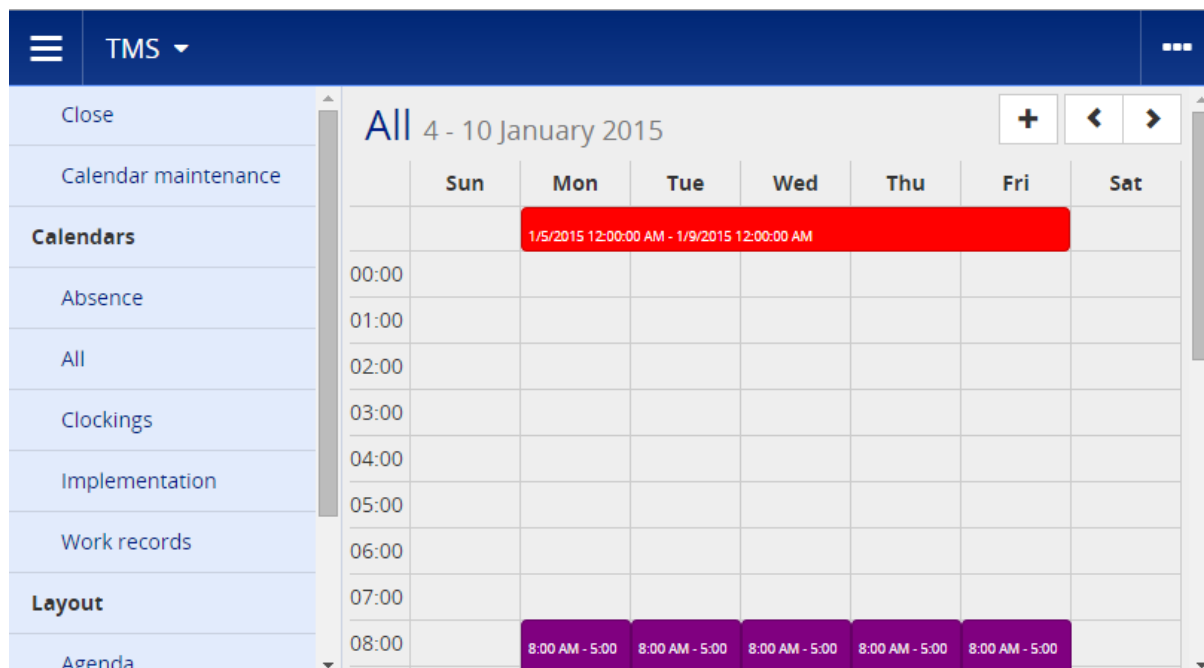 TMS
Close
Calendar maintenance
Calendars
Absence
All
Clockings
Implementation
Work records
Layout
Agenda
All 4 - 10 January 2015
Sun Mon Tue Wed Thu Fri Sat
1/5/2015 12:00:00 AM - 1/9/2015 12:00:00 AM
00:00
01:00
02:00
03:00
04:00
05:00
06:00
07:00
08:00 8:00 AM - 5:00 8:00 AM - 5:00 8:00 AM - 5:00 8:00 AM - 5:00 8:00 AM - 5:00